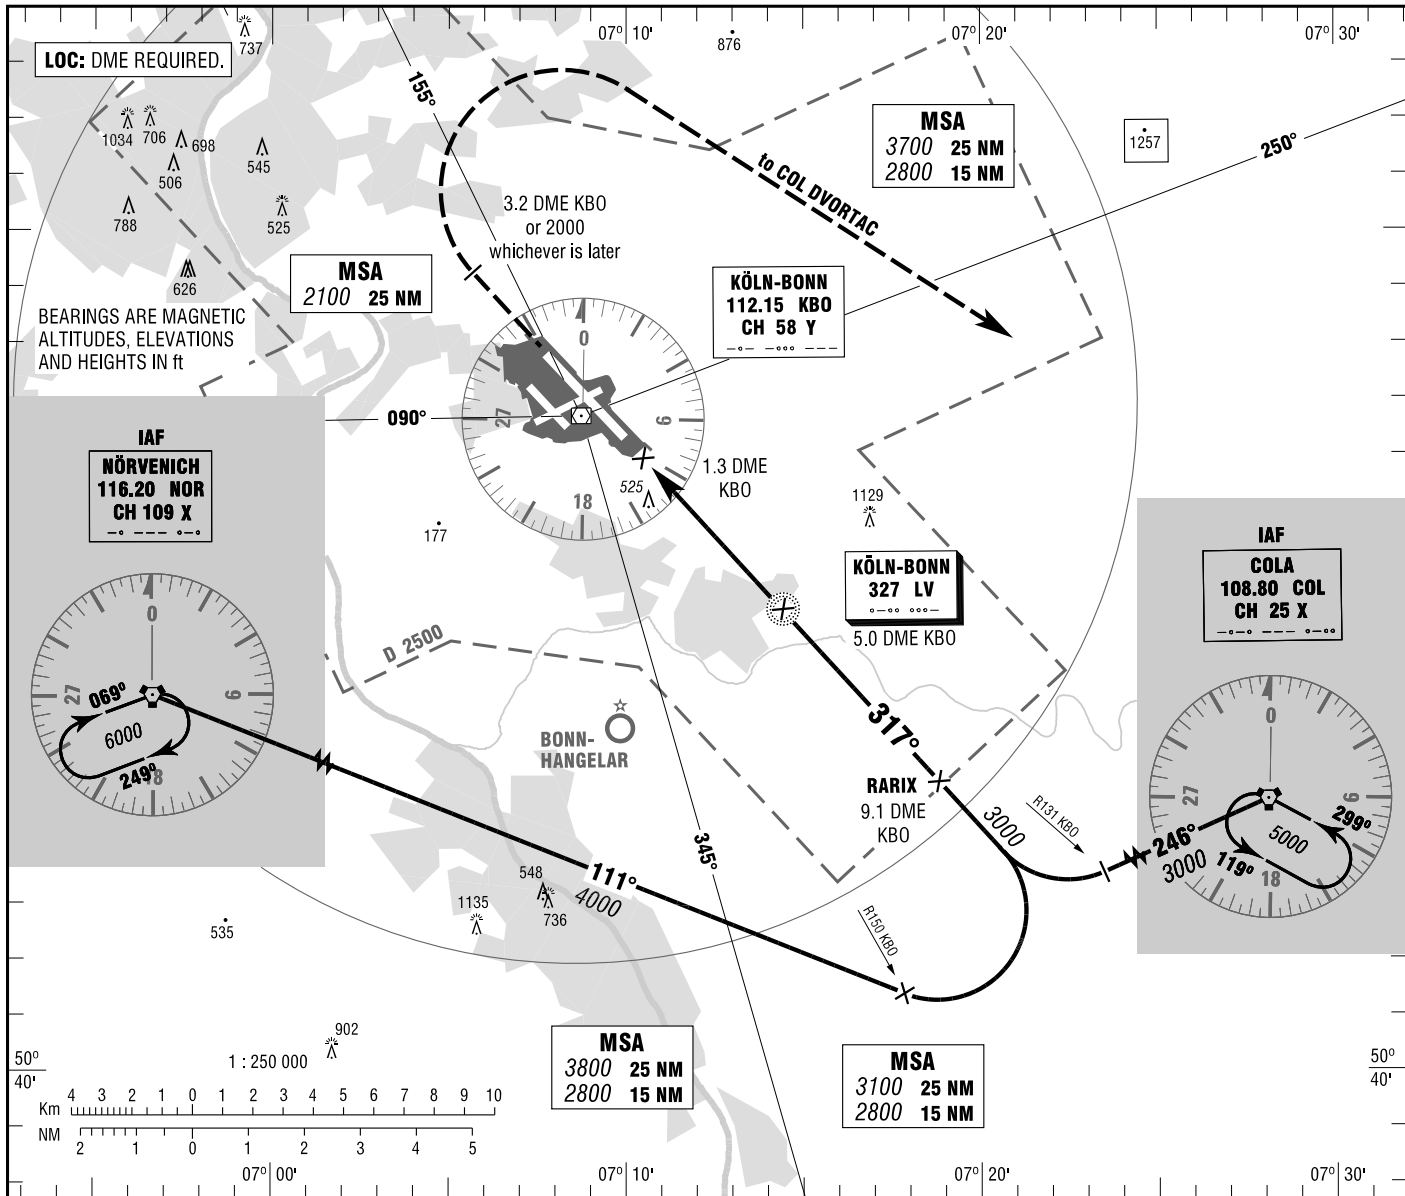 07° 10'
07° 20'
07° 30'
LOC: DME REQUIRED.
737
876
155°
1034
706
698
506
545
788
525
626
MSA
3700 25 NM
2800 15 NM
1257
250°
to COL DVORTAC
3.2 DME KBO
or 2000
whichever is later
MSA
2100 25 NM
KÖLN-BONN
112.15 KBO
CH 58 Y
BEARINGS ARE MAGNETIC
ALTITUDES, ELEVATIONS
AND HEIGHTS IN ft
0
27
6
18
090°
1.3 DME
KBO
525
177
1129
IAF
NÖRVENICH
116.20 NOR
CH 109 X
0
27
6
18
069°
6000
249°
D 2500
BONN-
HANGELAR
KÖLN-BONN
327 LV
5.0 DME KBO
317°
RARIX
9.1 DME
KBO
3000
R131 KBO
IAF
COLA
108.80 COL
CH 25 X
0
27
6
18
299°
5000
119°
246°
3000
345°
111°
4000
548
736
1135
535
R150 KBO
902
MSA
3800 25 NM
2800 15 NM
MSA
3100 25 NM
2800 15 NM
50°
40'
50°
40'
1 : 250 000
Km 4 3 2 1 0 1 2 3 4 5 6 7 8 9 10
NM
2 1 0 1 2 3 4 5
07° 00'
07° 10'
07° 20'
07° 30'